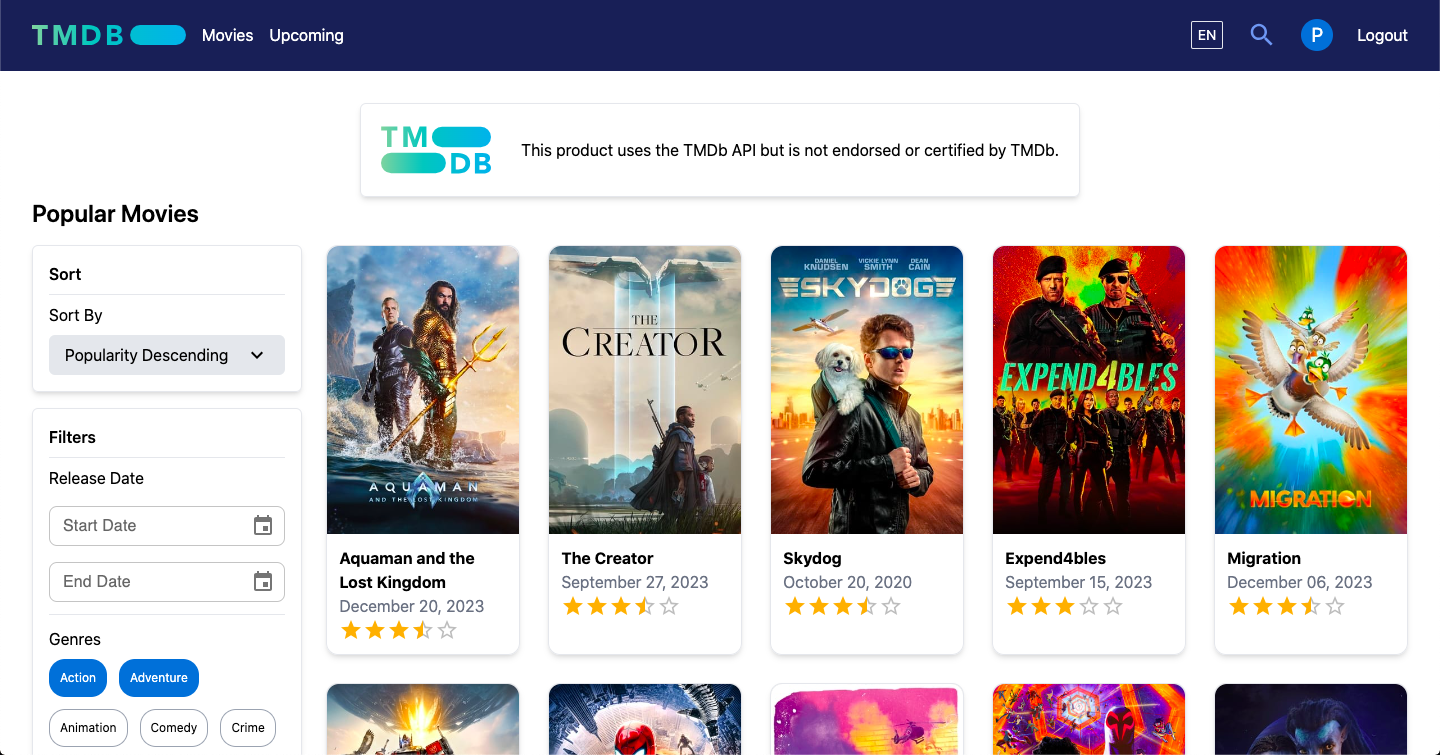 TMDB
Movies
Upcoming
EN
P
Logout
TM
DB
This product uses the TMDb API but is not endorsed or certified by TMDb.
Popular Movies
Sort
Sort By
Popularity Descending
Filters
Release Date
Start Date
End Date
Genres
Action
Adventure
Animation
Comedy
Crime
AQUAMAN
AND THE LOST KINGDOM
Aquaman and the
Lost Kingdom
December 20, 2023
THE
CREATOR
The Creator
September 27, 2023
DANIEL KNUDSEN
VICKIE LYNN SMITH
DEAN CAIN
SKYDOG
Skydog
October 20, 2020
EXPEND4BLES
Expend4bles
September 15, 2023
MIGRATION
Migration
December 06, 2023